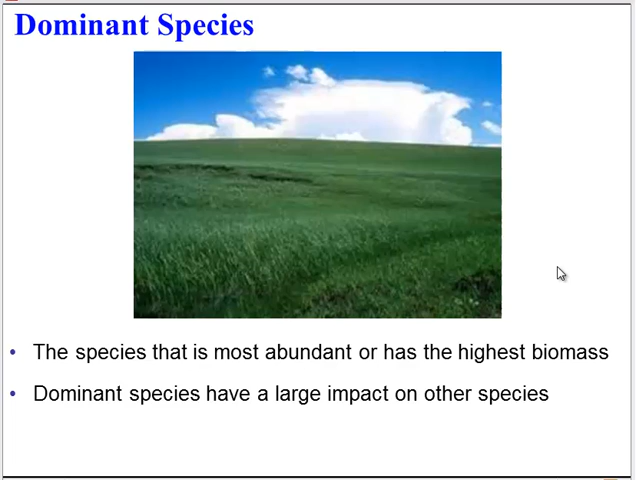 Dominant Species
• The species that is most abundant or has the highest biomass
• Dominant species have a large impact on other species